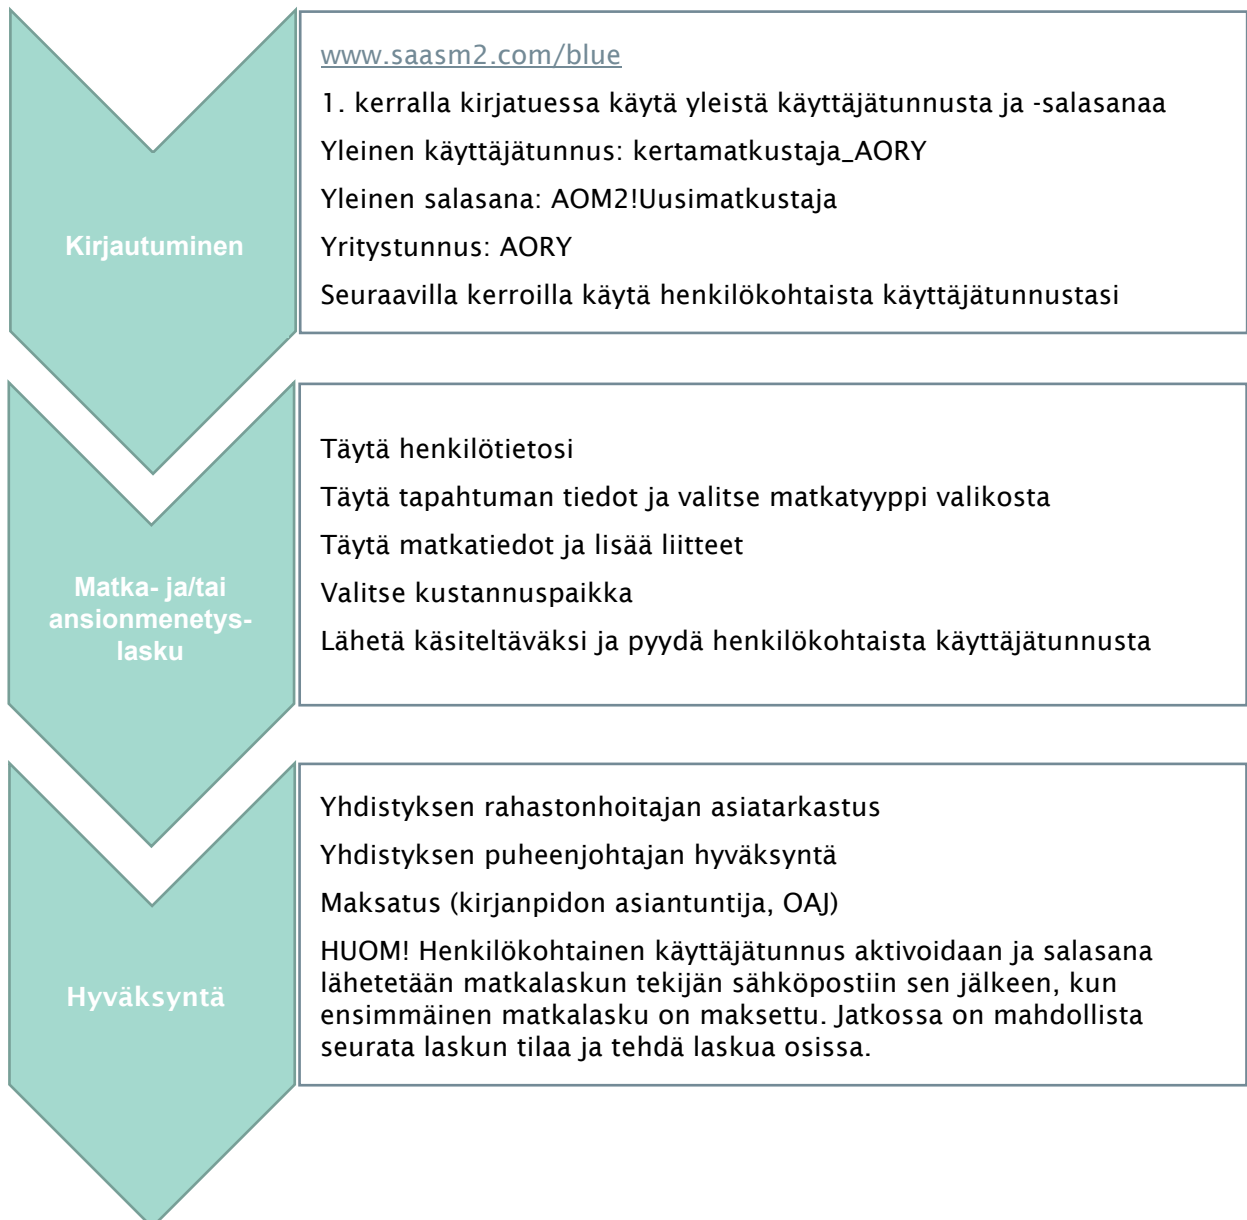 Kirjautuminen
www.saasm2.com/blue
1. kerralla kirjatuessa käytä yleistä käyttäjätunnusta ja -salasanaa
Yleinen käyttäjätunnus: kertamatkustaja_AORY
Yleinen salasana: AOM2!Uusimatkustaja
Yritystunnus: AORY
Seuraavilla kerroilla käytä henkilökohtaista käyttäjätunnustasi
Matka- ja/tai
ansionmenetys-
lasku
Täytä henkilötietosi
Täytä tapahtuman tiedot ja valitse matkatyyppi valikosta
Täytä matkatiedot ja lisää liitteet
Valitse kustannuspaikka
Lähetä käsiteltäväksi ja pyydä henkilökohtaista käyttäjätunnusta
Hyväksyntä
Yhdistyksen rahastonhoitajan asiatarkastus
Yhdistyksen puheenjohtajan hyväksyntä
Maksatus (kirjanpidon asiantuntija, OAJ)
HUOM! Henkilökohtainen käyttäjätunnus aktivoidaan ja salasana
lähetetään matkalaskun tekijän sähköpostiin sen jälkeen, kun
ensimmäinen matkalasku on maksettu. Jatkossa on mahdollista
seurata laskun tilaa ja tehdä laskua osissa.